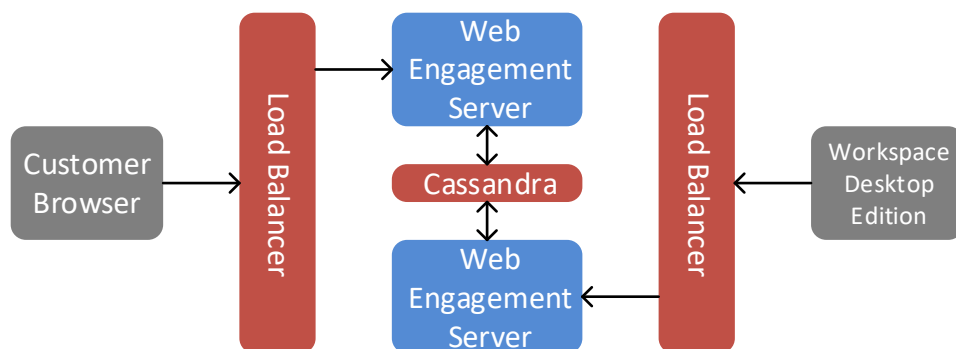 Customer
Browser
Load Balancer
Web
Engagement
Server
Cassandra
Web
Engagement
Server
Load Balancer
Workspace
Desktop
Edition